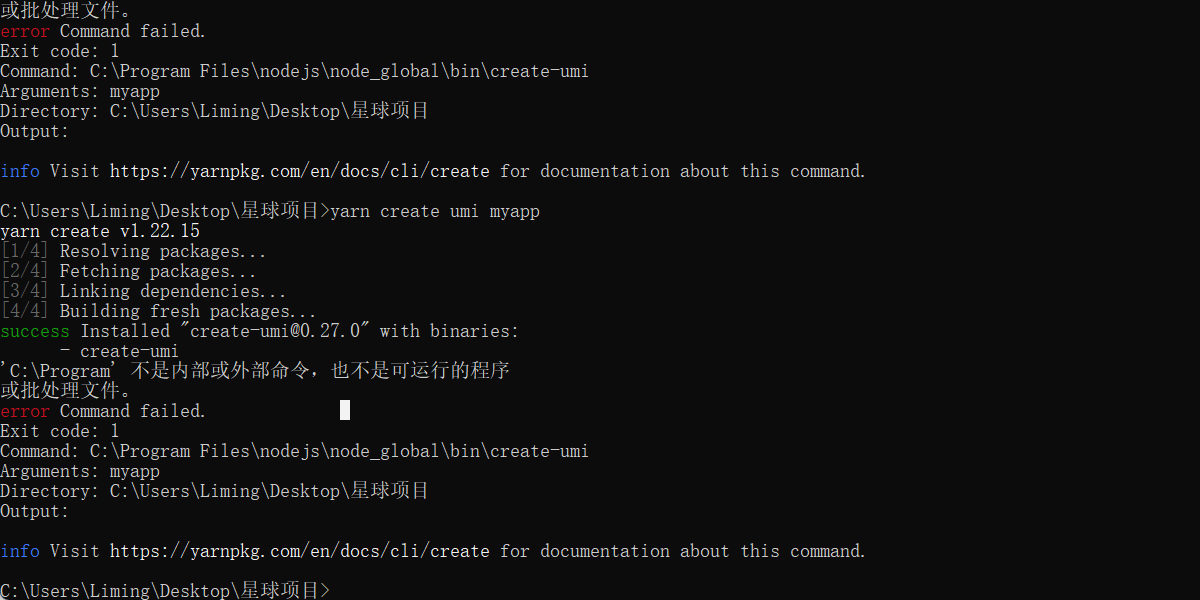 或批处理文件。
error Command failed.
Exit code: 1
Command: C:\Program Files\nodejs\node_global\bin\create-umi
Arguments: myapp
Directory: C:\Users\Liming\Desktop\星球项目
Output:
info Visit https://yarnpkg.com/en/docs/cli/create for documentation about this command.
C:\Users\Liming\Desktop\星球项目>yarn create umi myapp
yarn create v1.22.15
[1/4] Resolving packages...
[2/4] Fetching packages...
[3/4] Linking dependencies...
[4/4] Building fresh packages...
success Installed "create-umi@0.27.0" with binaries:
- create-umi
'C:\Program' 不是内部或外部命令，也不是可运行的程序
或批处理文件。
error Command failed.
Exit code: 1
Command: C:\Program Files\nodejs\node_global\bin\create-umi
Arguments: myapp
Directory: C:\Users\Liming\Desktop\星球项目
Output:
info Visit https://yarnpkg.com/en/docs/cli/create for documentation about this command.
C:\Users\Liming\Desktop\星球项目>